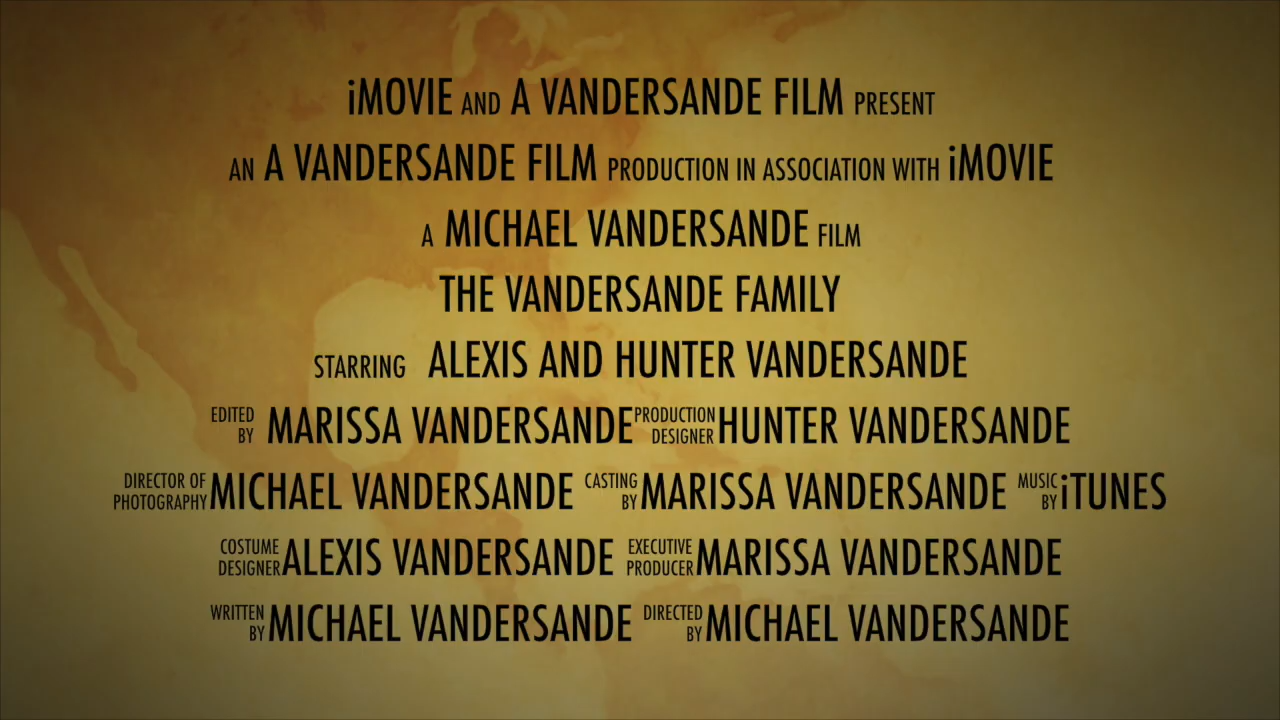 iMOVIE AND A VANDERSANDE FILM PRESENT
AN A VANDERSANDE FILM PRODUCTION IN ASSOCIATION WITH iMOVIE
A MICHAEL VANDERSANDE FILM
THE VANDERSANDE FAMILY
STARRING ALEXIS AND HUNTER VANDERSANDE
EDITED BY MARISSA VANDERSANDE PRODUCTION DESIGNER HUNTER VANDERSANDE
DIRECTOR OF PHOTOGRAPHY MICHAEL VANDERSANDE CASTING BY MARISSA VANDERSANDE MUSIC BY iTUNES
COSTUME DESIGNER ALEXIS VANDERSANDE EXECUTIVE PRODUCER MARISSA VANDERSANDE
WRITTEN BY MICHAEL VANDERSANDE DIRECTED BY MICHAEL VANDERSANDE